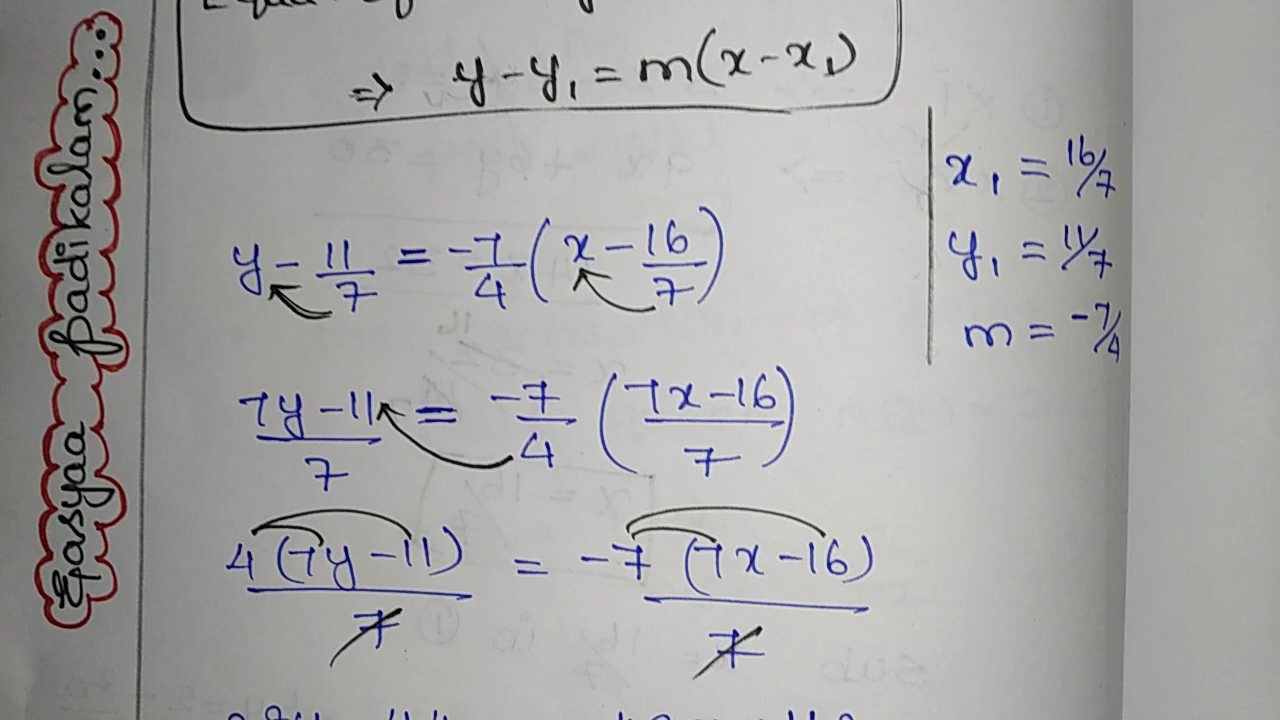 ⇒ y - y₁ = m(x - x₁)
x₁ = 16/7
y₁ = 11/7
m = -7/4
y - 11/7 = -7/4 (x - 16/7)
(7y - 11)/7 = -7/4 ((7x - 16)/7)
4(7y - 11)/7 = -7(7x - 16)/7
Easyaa padikalam...